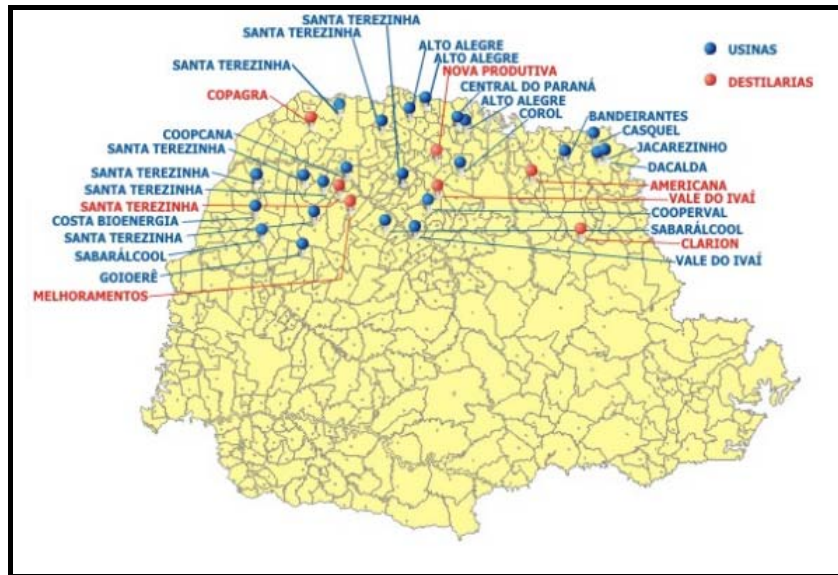 SANTA TEREZINHA
SANTA TEREZINHA
ALTO ALEGRE
ALTO ALEGRE
SANTA TEREZINHA
NOVA PRODUTIVA
COPAGRA
CENTRAL DO PARANÁ
ALTO ALEGRE
COROL
USINAS
DESTILARIAS
BANDEIRANTES
CASQUEL
JACAREZINHO
DACALDA
COOPCANA
SANTA TEREZINHA
SANTA TEREZINHA
SANTA TEREZINHA
SANTA TEREZINHA
COSTA BIOENERGIA
SANTA TEREZINHA
SABARÁLCOOL
GOIOERÊ
MELHORAMENTOS
AMERICANA
VALE DO IVAÍ
COOPERVAL
SABARÁLCOOL
CLARION
VALE DO IVAÍ